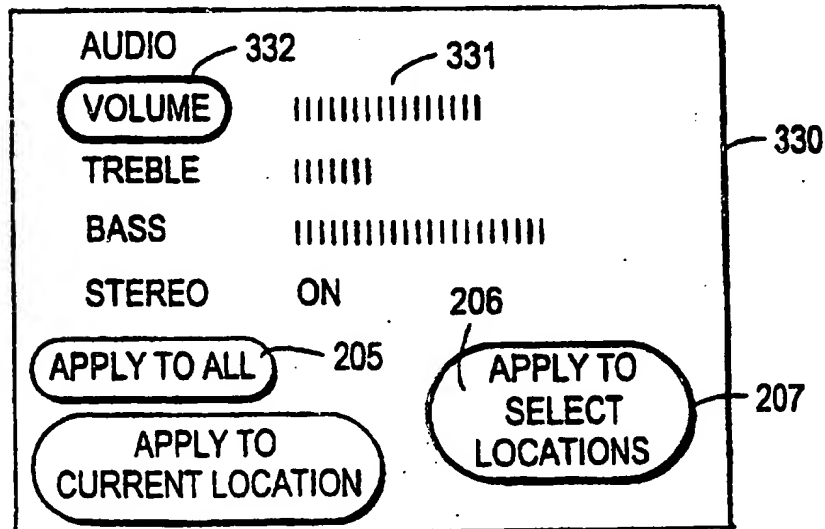 AUDIO 332 331
VOLUME
330
TREBLE
BASS
STEREO ON
206
APPLY TO ALL 205
APPLY TO
SELECT
LOCATIONS
207
APPLY TO
CURRENT LOCATION